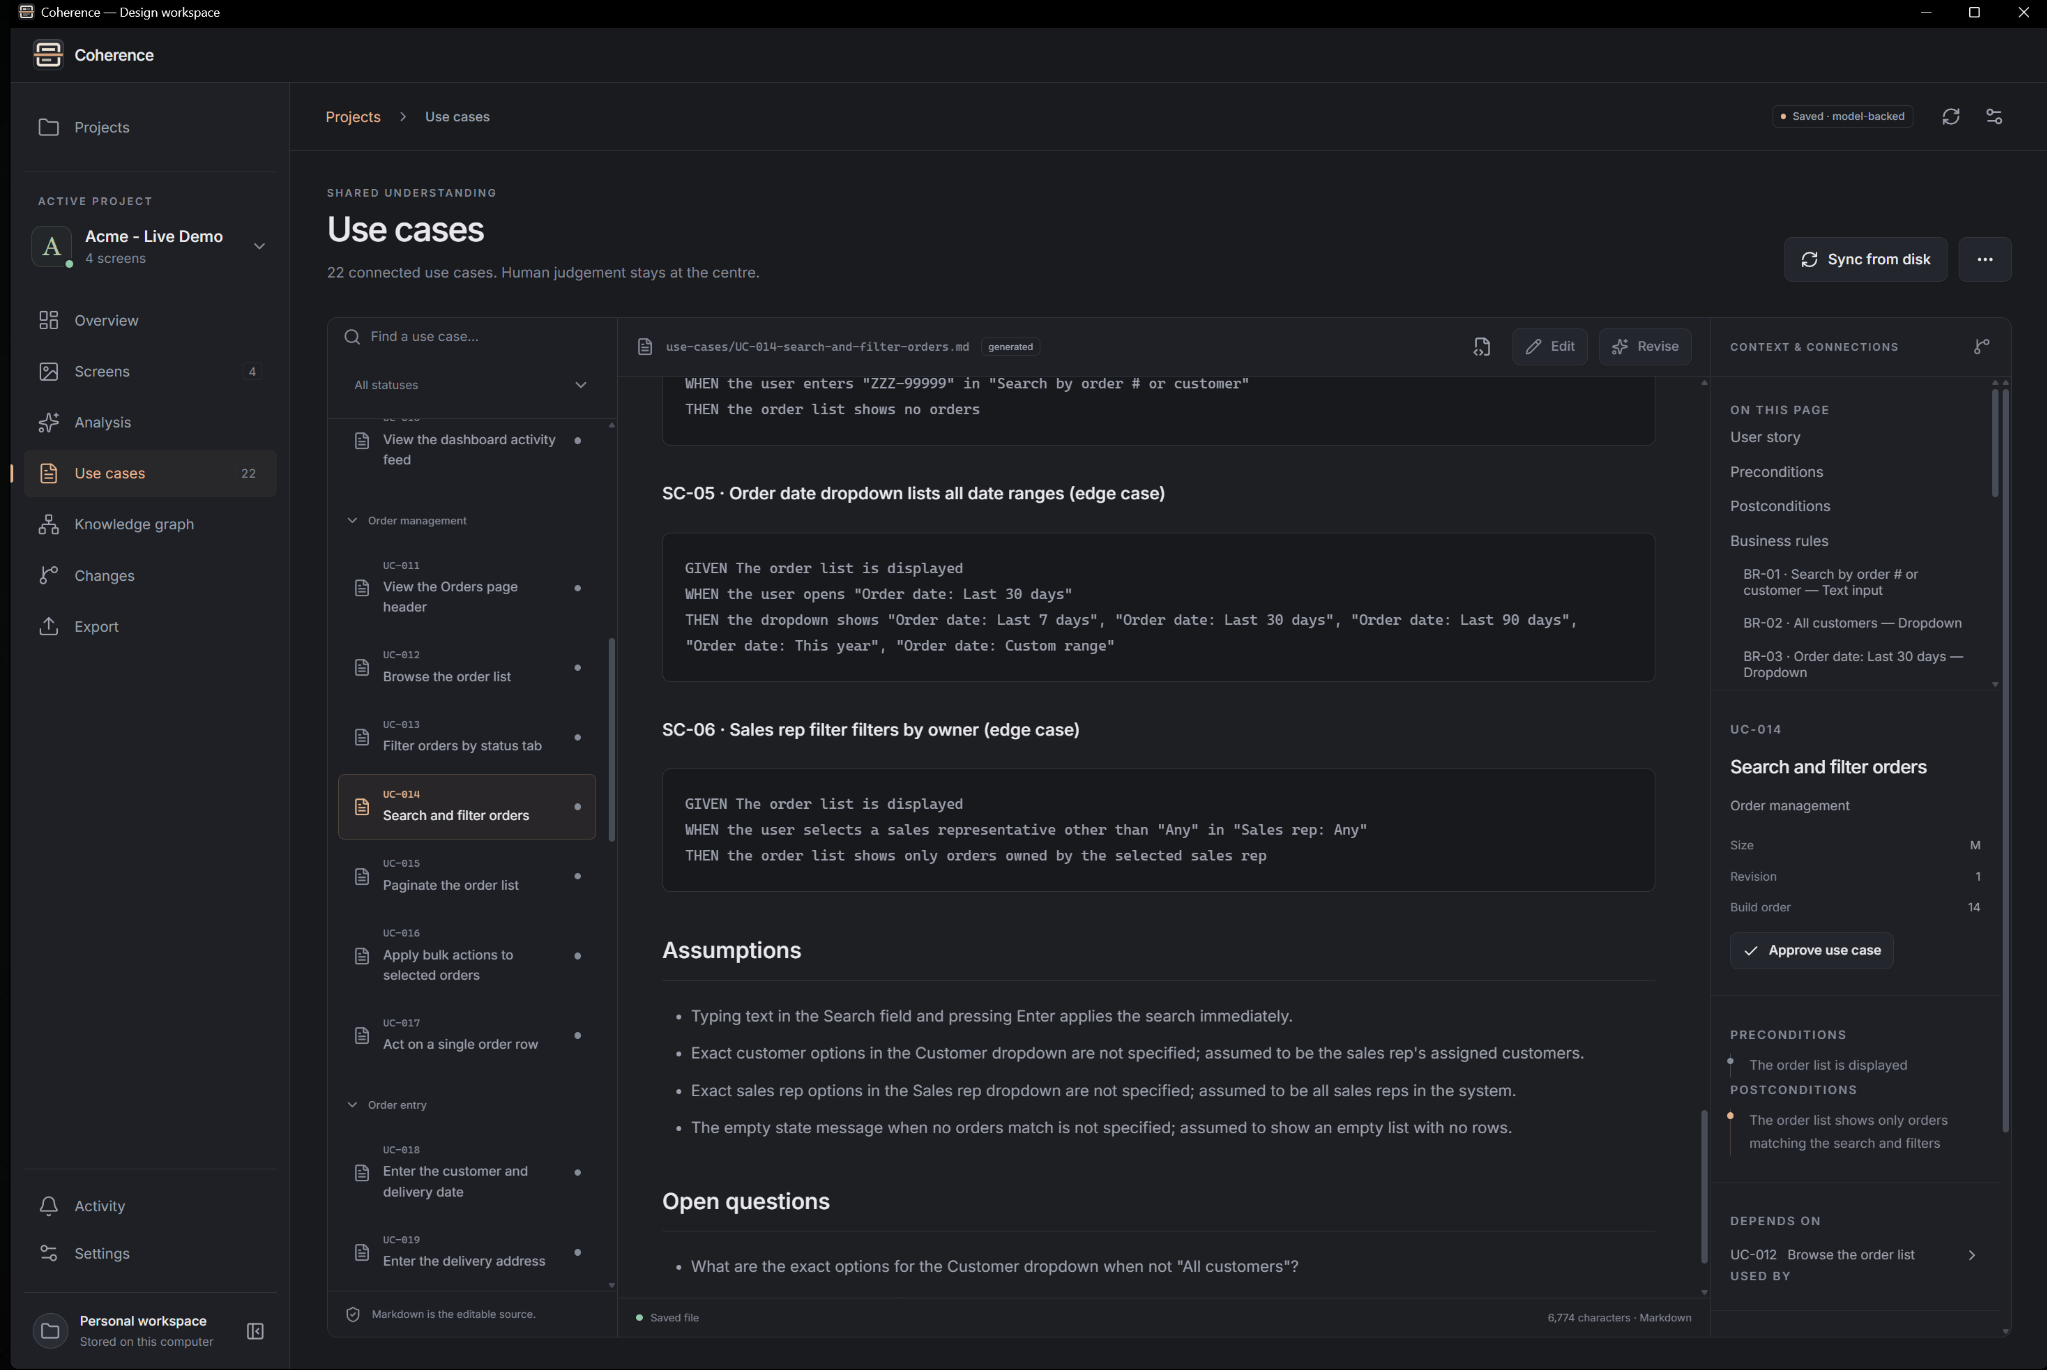 Coherence — Design workspace
Coherence
Projects
ACTIVE PROJECT
A
Acme - Live Demo
4 screens
Overview
Screens
4
Analysis
Use cases
22
Knowledge graph
Changes
Export
Activity
Settings
Personal workspace
Stored on this computer
Projects
Use cases
Saved · model-backed
SHARED UNDERSTANDING
Use cases
22 connected use cases. Human judgement stays at the centre.
Sync from disk
Find a use case...
All statuses
View the dashboard activity
feed
Order management
UC-011
View the Orders page
header
UC-012
Browse the order list
UC-013
Filter orders by status tab
UC-014
Search and filter orders
UC-015
Paginate the order list
UC-016
Apply bulk actions to
selected orders
UC-017
Act on a single order row
Order entry
UC-018
Enter the customer and
delivery date
UC-019
Enter the delivery address
Markdown is the editable source.
use-cases/UC-014-search-and-filter-orders.md
generated
Edit
Revise
WHEN the user enters "ZZZ-99999" in "Search by order # or customer"
THEN the order list shows no orders
SC-05 · Order date dropdown lists all date ranges (edge case)
GIVEN The order list is displayed
WHEN the user opens "Order date: Last 30 days"
THEN the dropdown shows "Order date: Last 7 days", "Order date: Last 30 days", "Order date: Last 90 days",
"Order date: This year", "Order date: Custom range"
SC-06 · Sales rep filter filters by owner (edge case)
GIVEN The order list is displayed
WHEN the user selects a sales representative other than "Any" in "Sales rep: Any"
THEN the order list shows only orders owned by the selected sales rep
Assumptions
• Typing text in the Search field and pressing Enter applies the search immediately.
• Exact customer options in the Customer dropdown are not specified; assumed to be the sales rep's assigned customers.
• Exact sales rep options in the Sales rep dropdown are not specified; assumed to be all sales reps in the system.
• The empty state message when no orders match is not specified; assumed to show an empty list with no rows.
Open questions
• What are the exact options for the Customer dropdown when not "All customers"?
Saved file
6,774 characters · Markdown
CONTEXT & CONNECTIONS
ON THIS PAGE
User story
Preconditions
Postconditions
Business rules
BR-01 · Search by order # or
customer — Text input
BR-02 · All customers — Dropdown
BR-03 · Order date: Last 30 days —
Dropdown
UC-014
Search and filter orders
Order management
Size
M
Revision
1
Build order
14
Approve use case
PRECONDITIONS
The order list is displayed
POSTCONDITIONS
The order list shows only orders
matching the search and filters
DEPENDS ON
UC-012 Browse the order list
USED BY